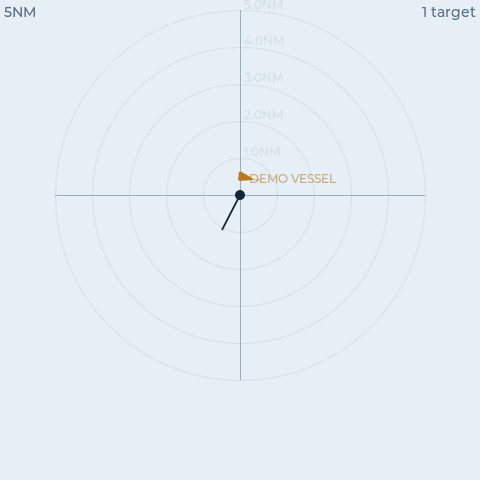 5NM
1 target
5.0NM
4.0NM
3.0NM
2.0NM
1.0NM
DEMO VESSEL